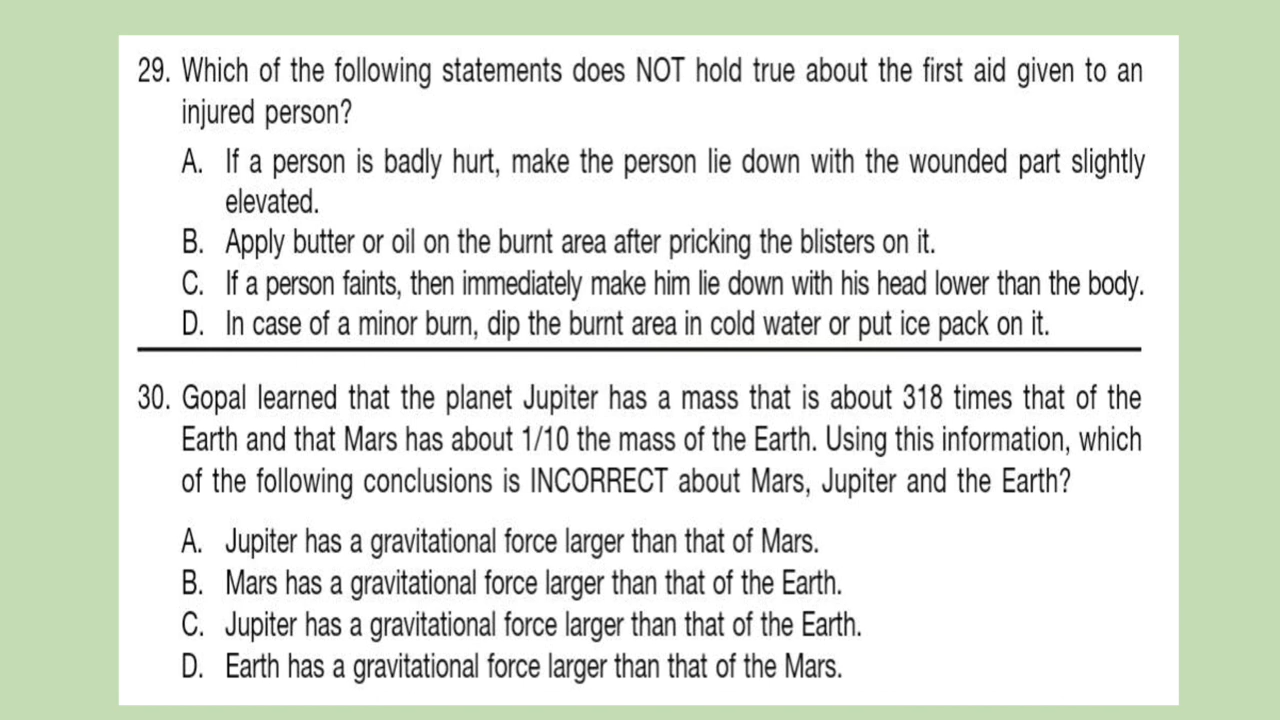 29. Which of the following statements does NOT hold true about the first aid given to an
injured person?
A. If a person is badly hurt, make the person lie down with the wounded part slightly
elevated.
B. Apply butter or oil on the burnt area after pricking the blisters on it.
C. If a person faints, then immediately make him lie down with his head lower than the body.
D. In case of a minor burn, dip the burnt area in cold water or put ice pack on it.
30. Gopal learned that the planet Jupiter has a mass that is about 318 times that of the
Earth and that Mars has about 1/10 the mass of the Earth. Using this information, which
of the following conclusions is INCORRECT about Mars, Jupiter and the Earth?
A. Jupiter has a gravitational force larger than that of Mars.
B. Mars has a gravitational force larger than that of the Earth.
C. Jupiter has a gravitational force larger than that of the Earth.
D. Earth has a gravitational force larger than that of the Mars.